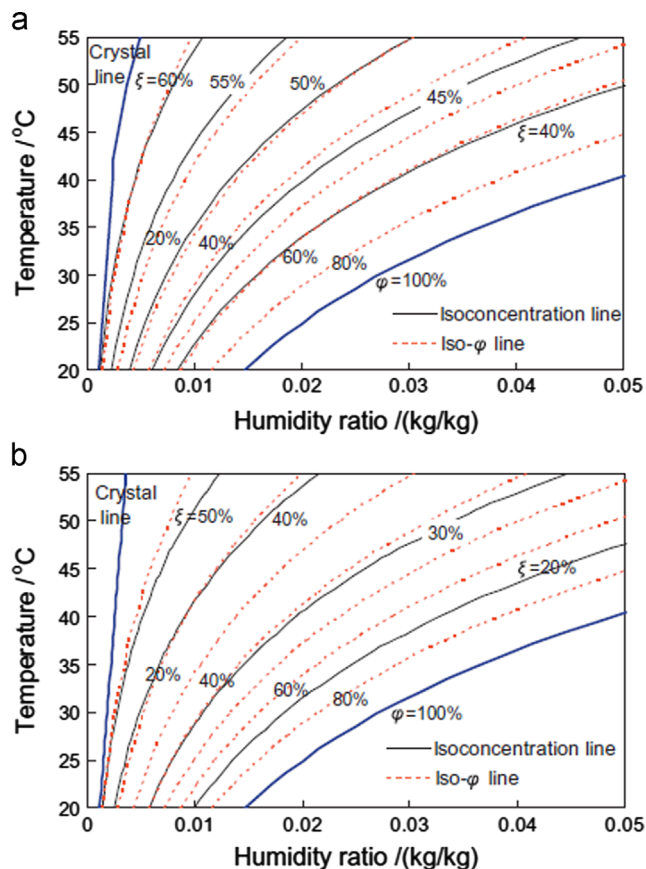 a
55
50
45
40
35
30
25
20
Temperature / °C
Crystal
line
ξ=60%
55%
50%
45%
ξ=40%
20%
40%
60%
80%
φ=100%
Isoconcentration line
Iso-φ line
0
0.01
0.02
0.03
0.04
0.05
Humidity ratio /(kg/kg)
b
55
50
45
40
35
30
25
20
Temperature / °C
Crystal
line
ξ=50%
40%
30%
ξ=20%
20%
40%
60%
80%
φ=100%
Isoconcentration line
Iso-φ line
0
0.01
0.02
0.03
0.04
0.05
Humidity ratio /(kg/kg)